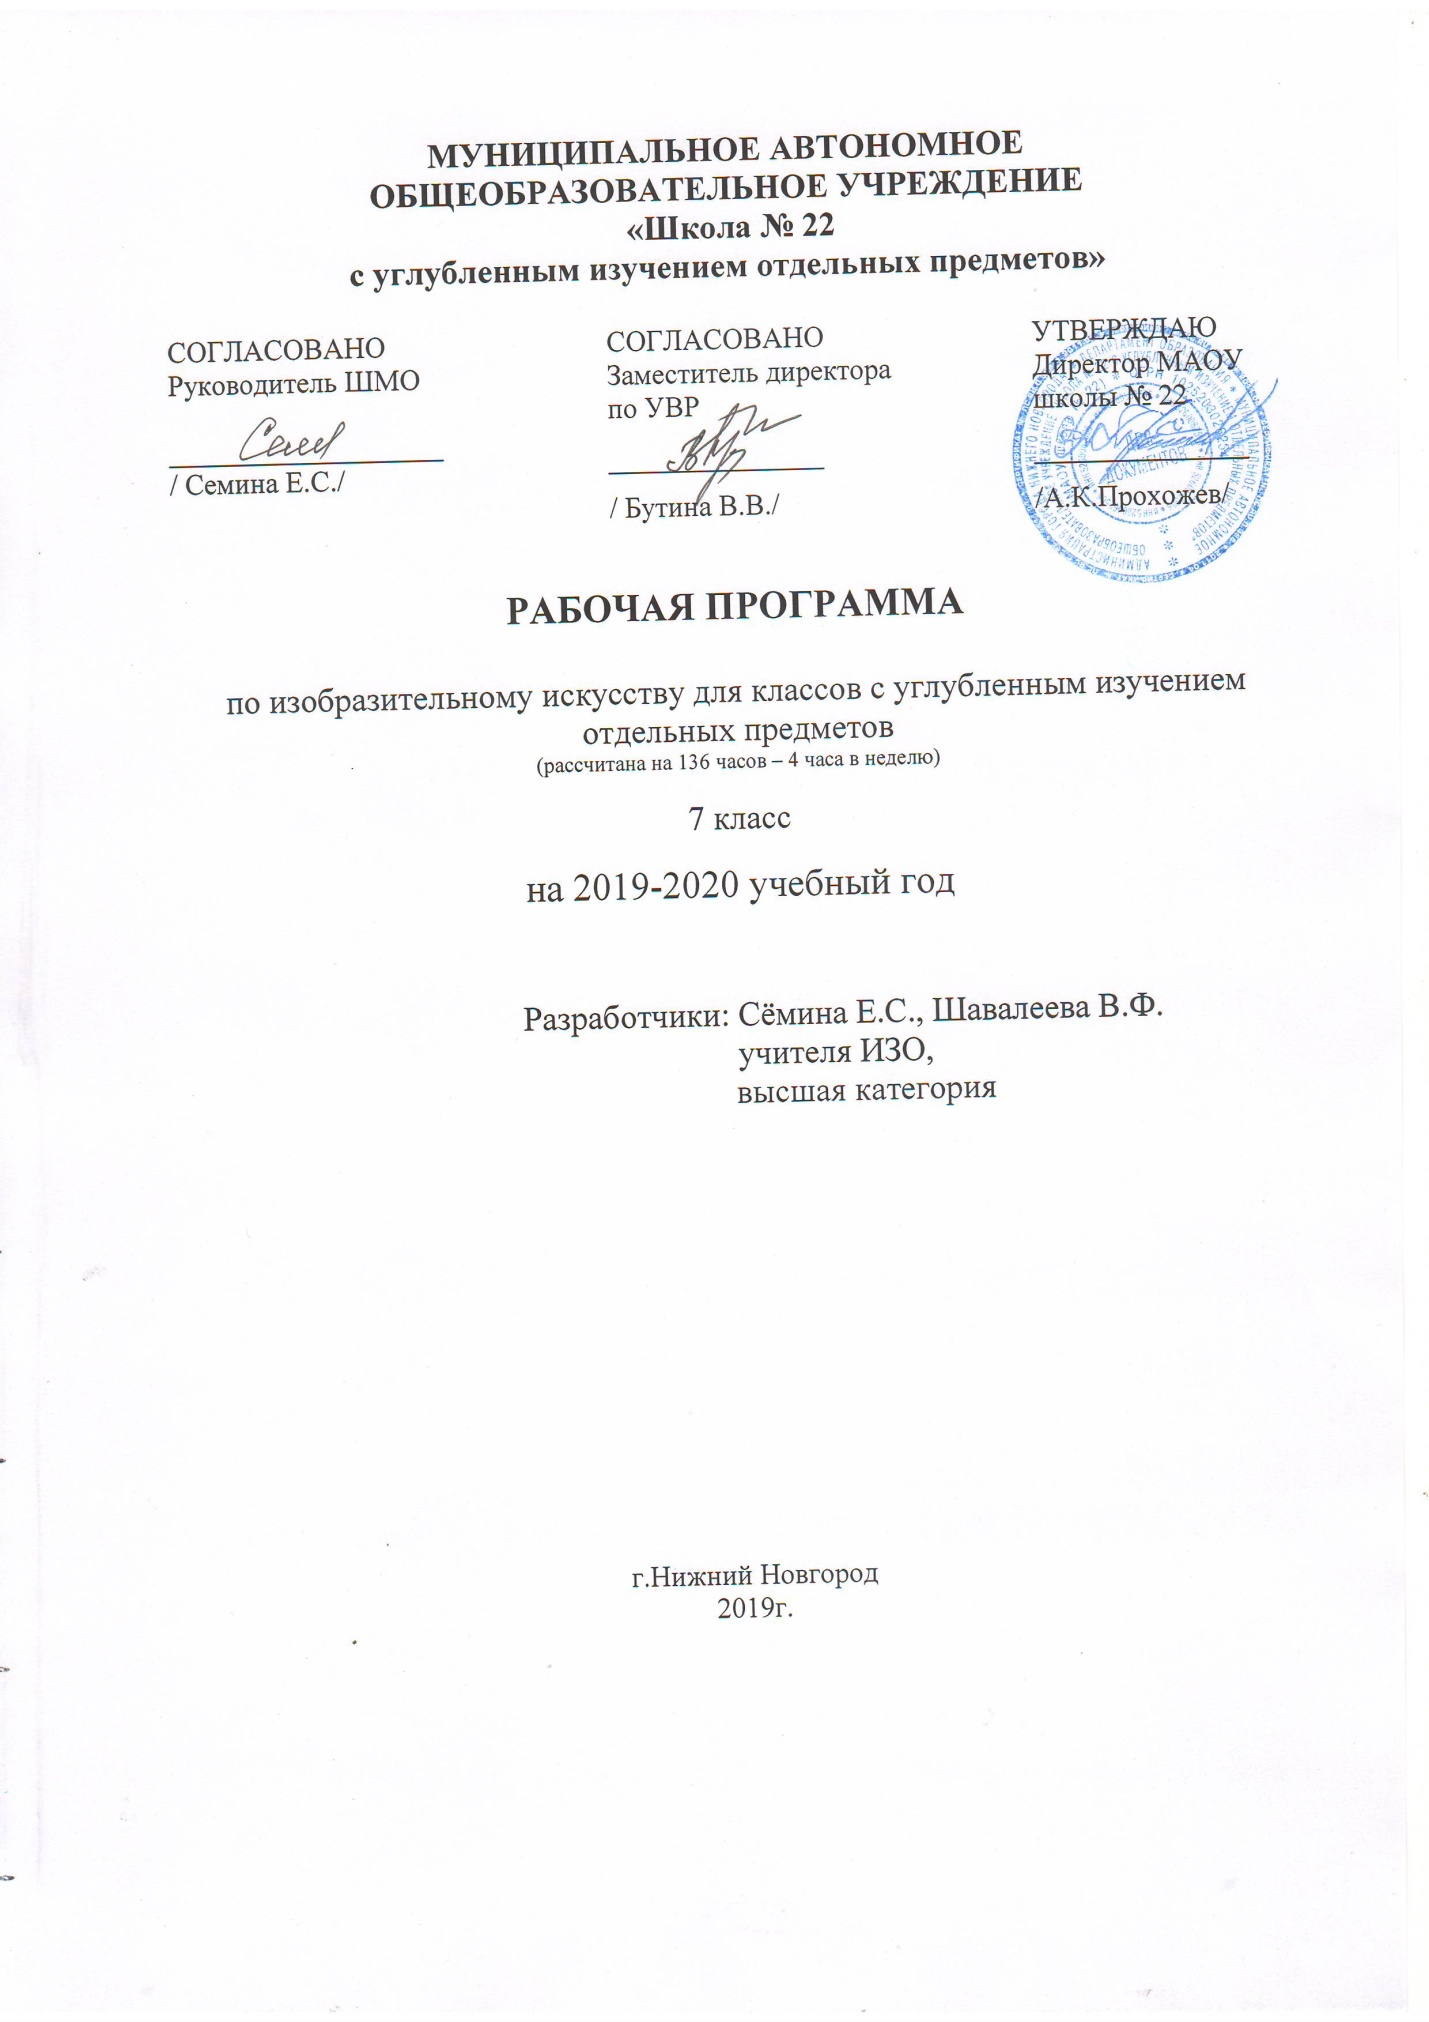 МУНИЦИПАЛЬНОЕ АВТОНОМНОЕ
ОБЩЕОБРАЗОВАТЕЛЬНОЕ УЧРЕЖДЕНИЕ
«Школа № 22
с углубленным изучением отдельных предметов»
СОГЛАСОВАНО
Руководитель ШМО
/ Семина Е.С./
СОГЛАСОВАНО
Заместитель директора
по УВР
/ Бутина В.В./
УТВЕРЖДАЮ
Директор МАОУ
школы № 22
/А.К.Прохожев/
ДОКУМЕНТОВ
РАБОЧАЯ ПРОГРАММА
по изобразительному искусству для классов с углубленным изучением
отдельных предметов
(рассчитана на 136 часов – 4 часа в неделю)
7 класс
на 2019-2020 учебный год
Разработчики: Сёмина Е.С., Шавалеева В.Ф.
учителя ИЗО,
высшая категория
г.Нижний Новгород
2019г.